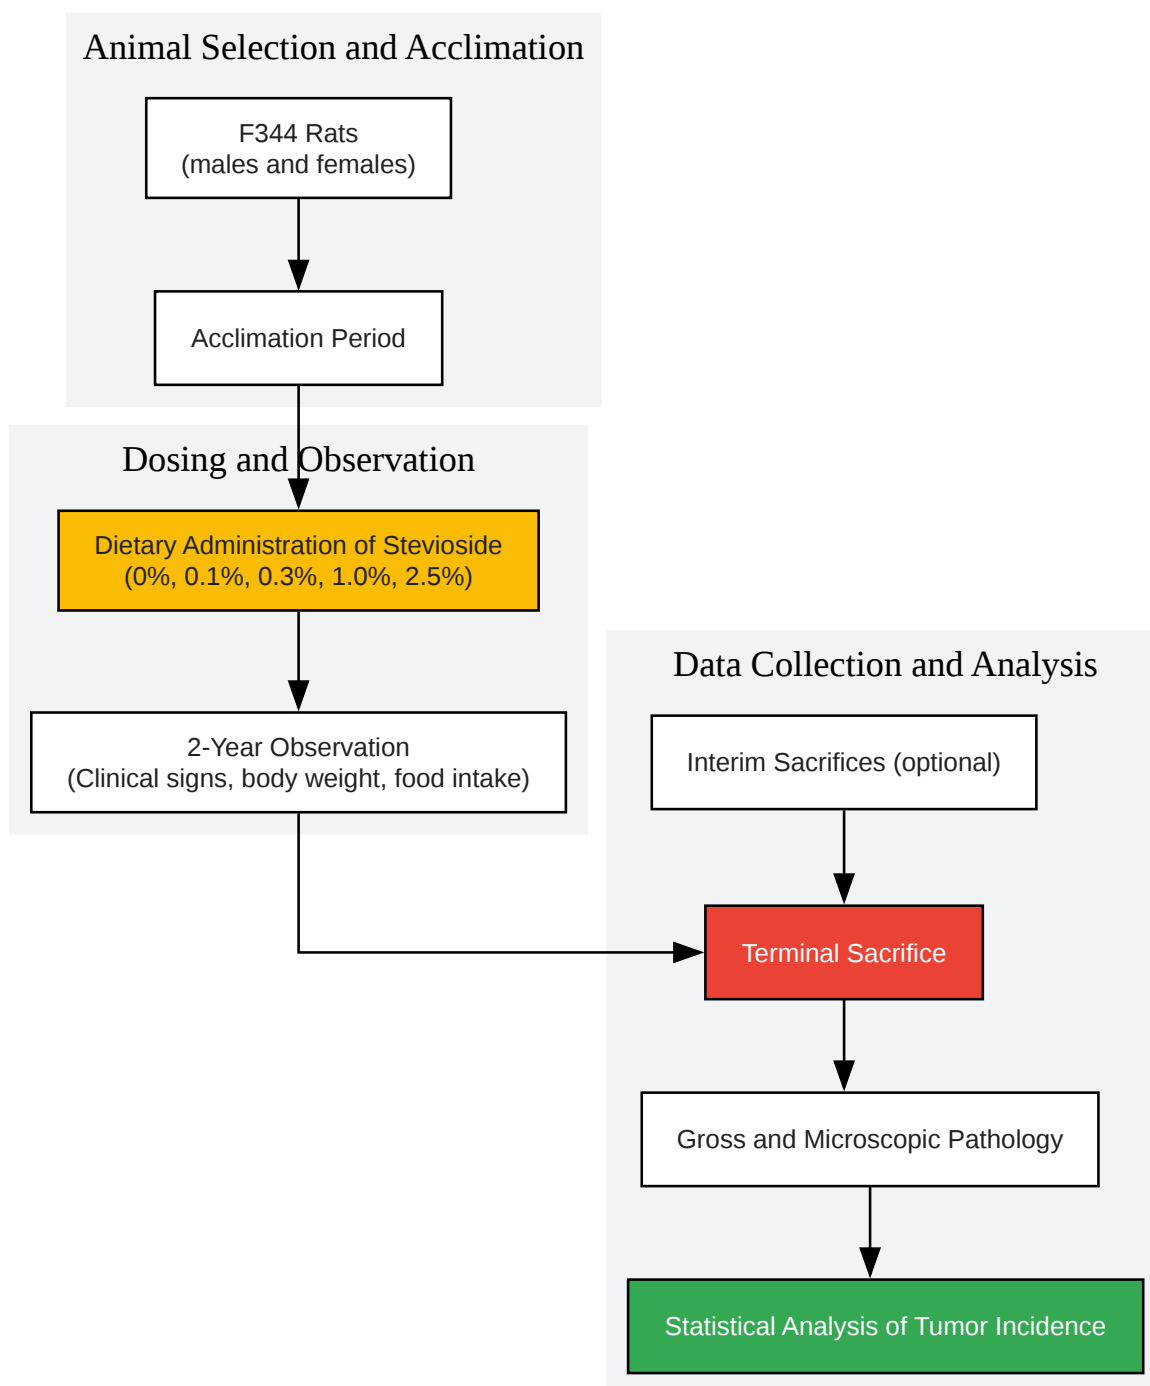 Animal Selection and Acclimation
F344 Rats
(males and females)
Acclimation Period
Dosing and Observation
Dietary Administration of Stevioside
(0%, 0.1%, 0.3%, 1.0%, 2.5%)
2-Year Observation
(Clinical signs, body weight, food intake)
Data Collection and Analysis
Interim Sacrifices (optional)
Terminal Sacrifice
Gross and Microscopic Pathology
Statistical Analysis of Tumor Incidence